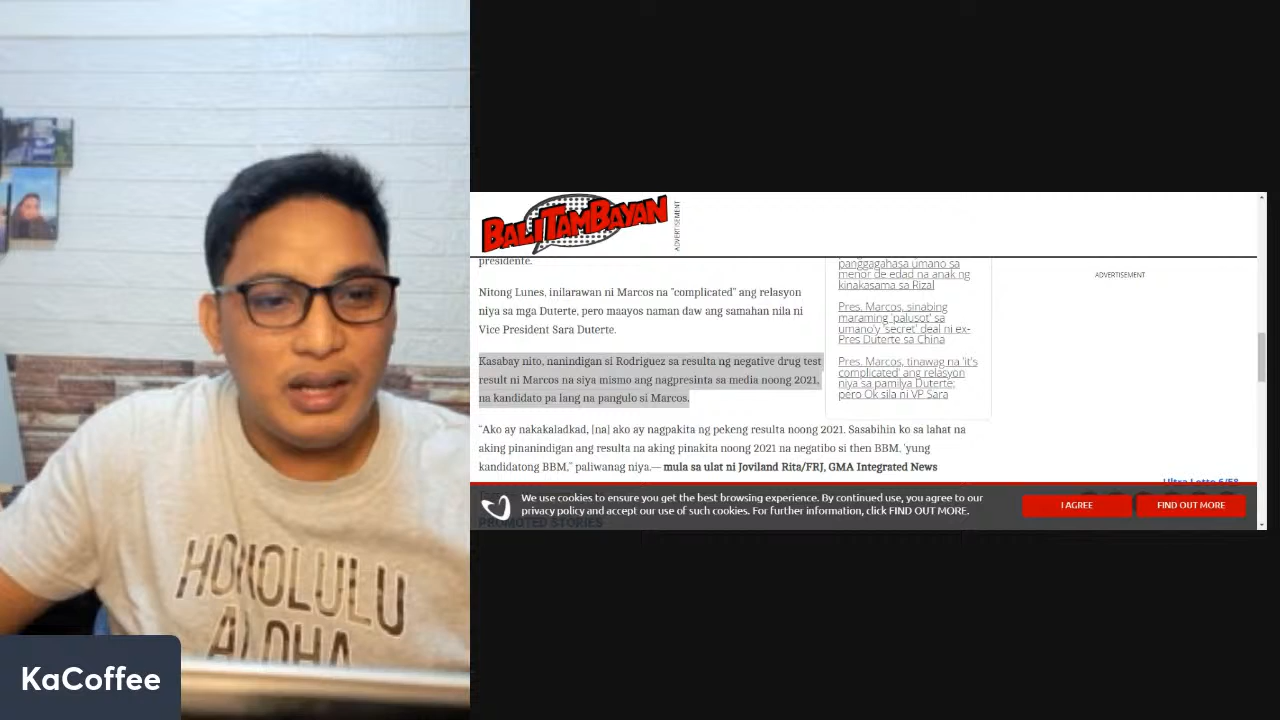 HONOLULU
ALOHA
KaCoffee
BALITAMBAYAN
ADVERTISEMENT
presidente.
Nitong Lunes, inilarawan ni Marcos na "complicated" ang relasyon
niya sa mga Duterte, pero maayos naman daw ang samahan nila ni
Vice President Sara Duterte.
Kasabay nito, nanindigan si Rodriguez sa resulta ng negative drug test
result ni Marcos na siya mismo ang nagpresinta sa media noong 2021,
na kandidato pa lang na pangulo si Marcos.
“Ako ay nakakaladkad, [na] ako ay nagpakita ng pekeng resulta noong 2021. Sasabihin ko sa lahat na
aking pinanindigan ang resulta na aking pinakita noong 2021 na negatibo si then BBM. 'yung
kandidatong BBM,” paliwanag niya.— mula sa ulat ni Joviland Rita/FRJ, GMA Integrated News
PROMOTED STORIES
panggagahasa umano sa
menor de edad na anak ng
kinakasama sa Rizal
Pres. Marcos, sinabing
maraming 'palusot' sa
umano'y 'secret' deal ni ex-
Pres Duterte sa China
Pres. Marcos, tinawag na 'it's
complicated' ang relasyon
niya sa pamilya Duterte;
pero Ok sila ni VP Sara
ADVERTISEMENT
Ultra Lotto 6/58
We use cookies to ensure you get the best browsing experience. By continued use, you agree to our
privacy policy and accept our use of such cookies. For further information, click FIND OUT MORE.
I AGREE
FIND OUT MORE